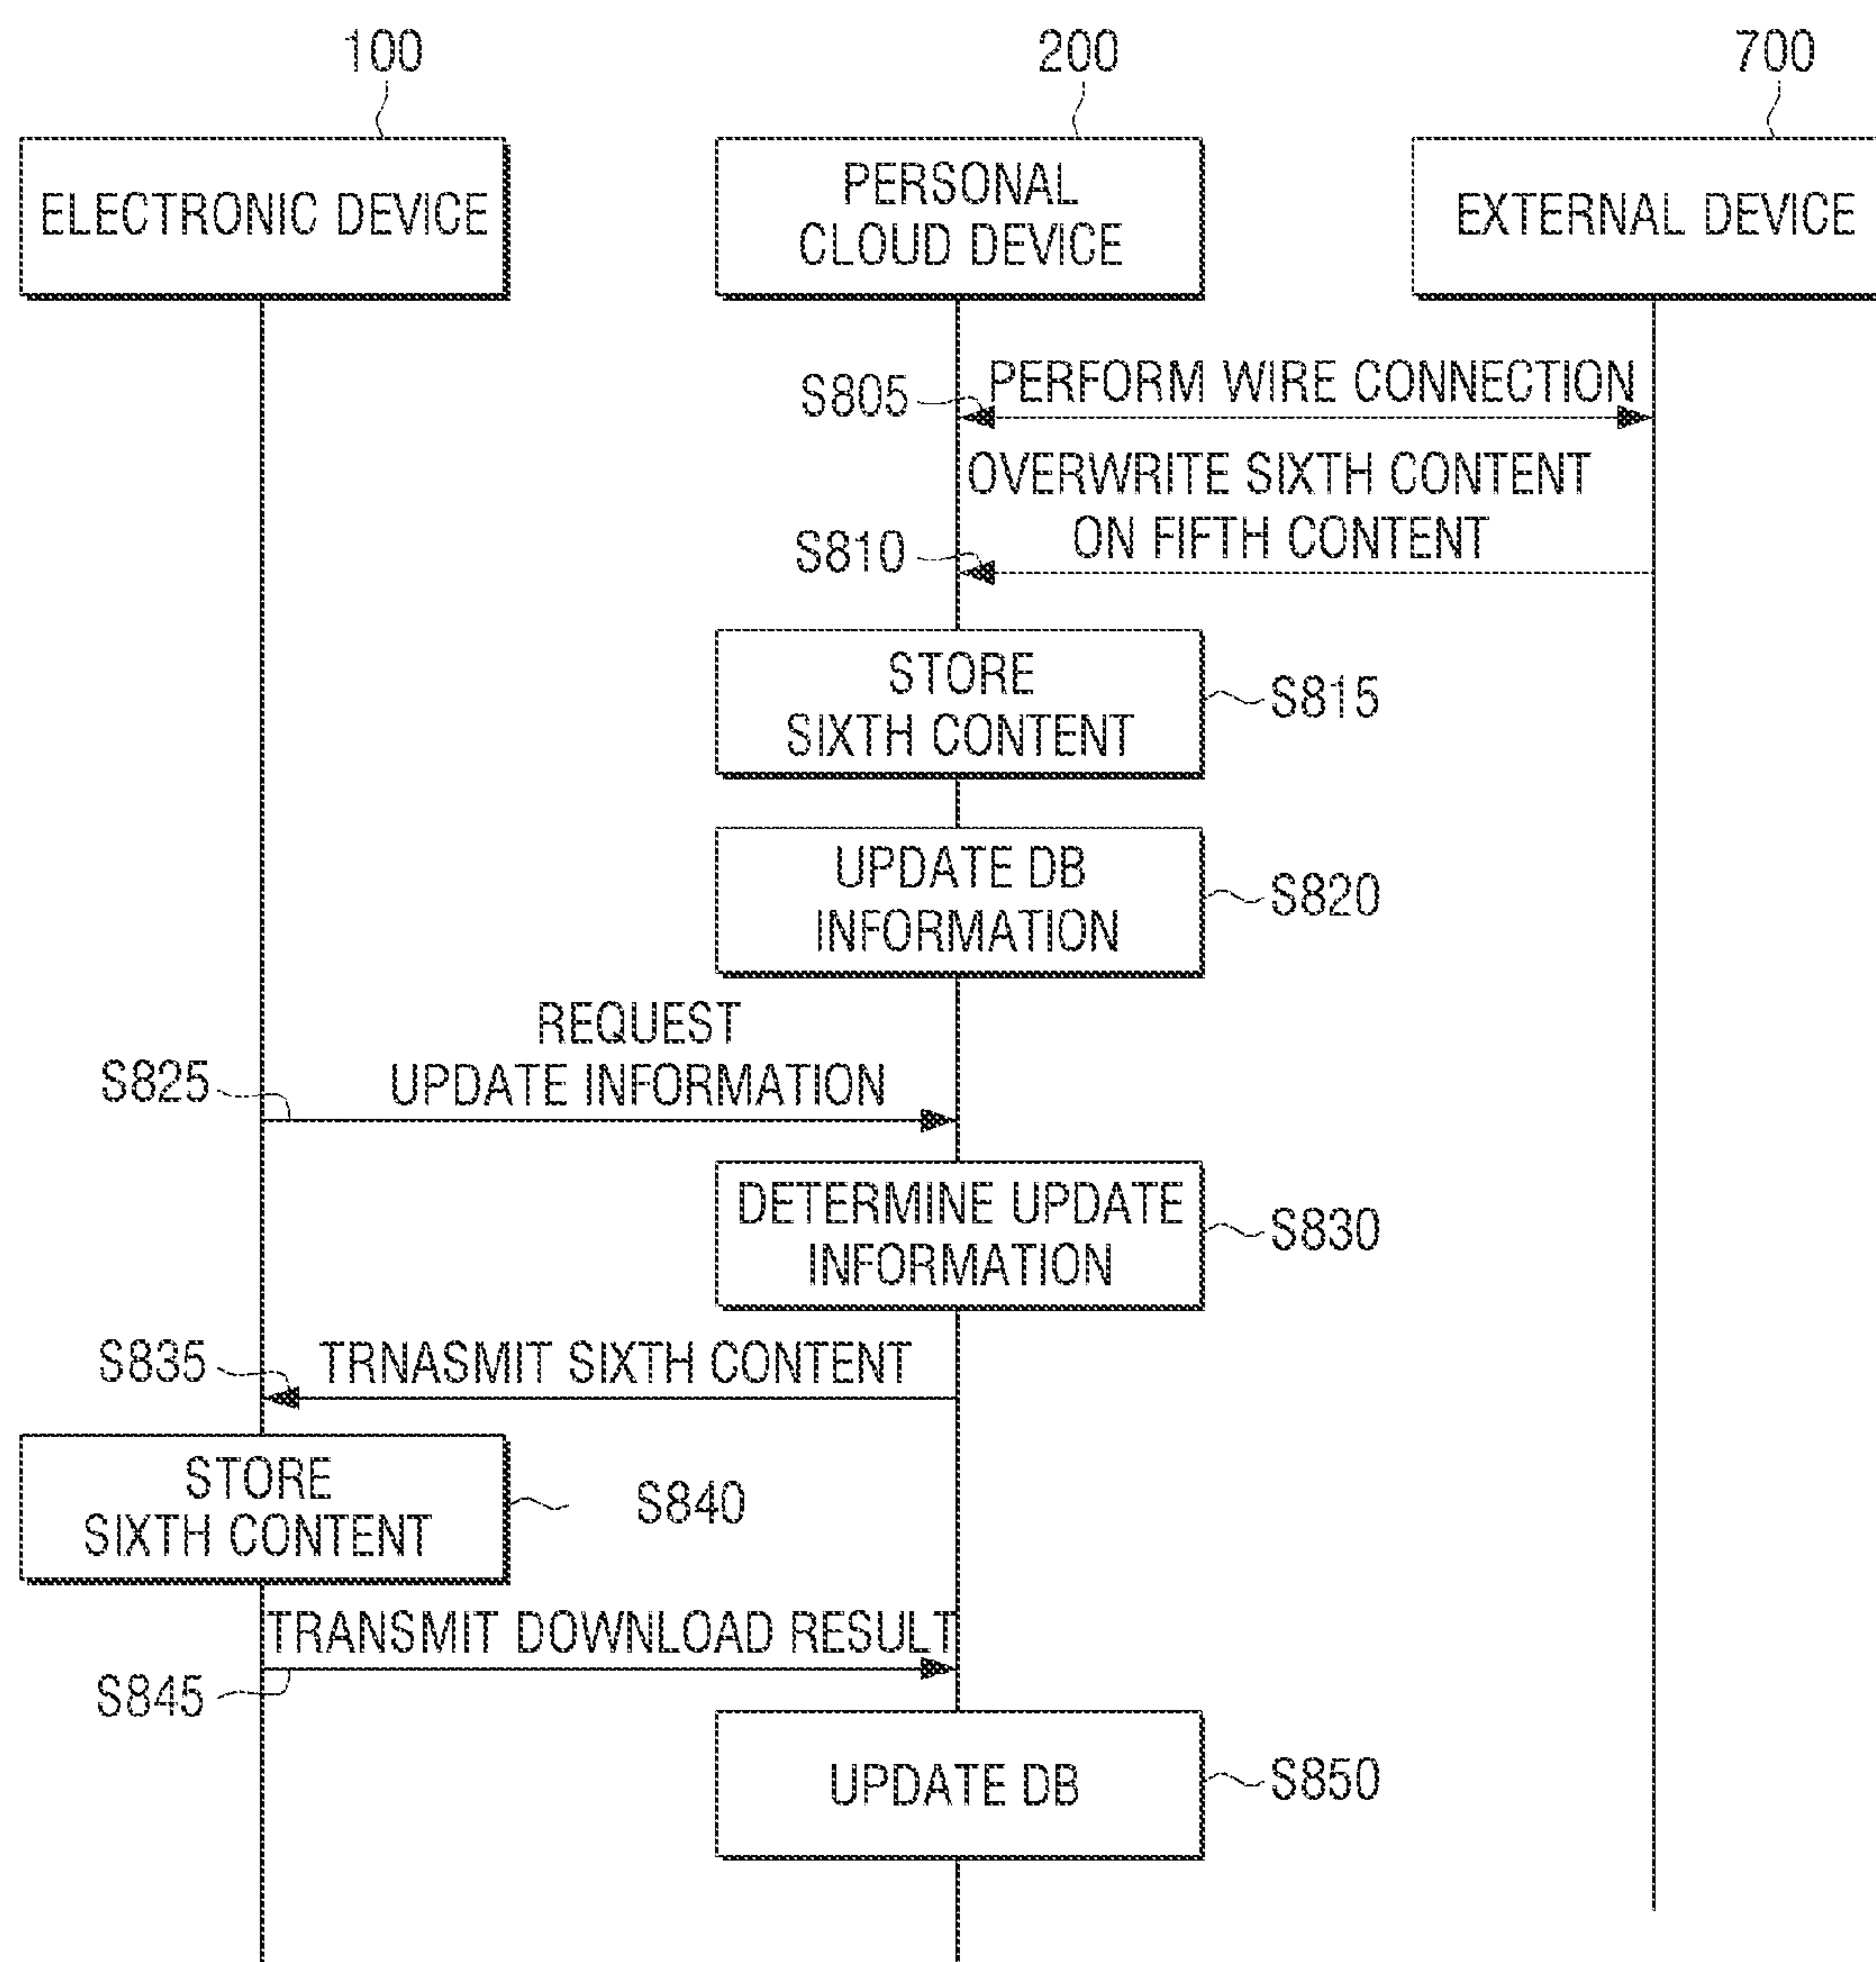 100
200
700
ELECTRONIC DEVICE
PERSONAL
CLOUD DEVICE
EXTERNAL DEVICE
S805
PERFORM WIRE CONNECTION
OVERWRITE SIXTH CONTENT
ON FIFTH CONTENT
S810
STORE
SIXTH CONTENT
S815
UPDATE DB
INFORMATION
S820
REQUEST
UPDATE INFORMATION
S825
DETERMINE UPDATE
INFORMATION
S830
S835
TRNASMIT SIXTH CONTENT
STORE
SIXTH CONTENT
S840
TRANSMIT DOWNLOAD RESULT
S845
UPDATE DB
S850